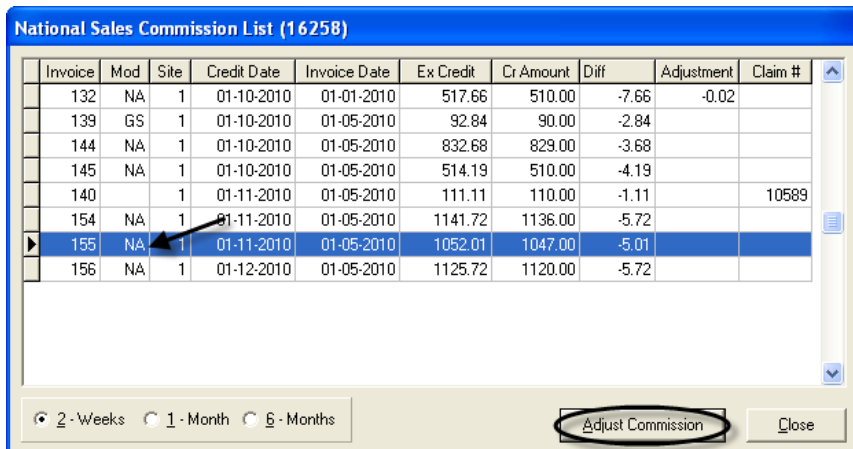 National Sales Commission List (16258)
Invoice Mod Site Credit Date Invoice Date Ex Credit Cr Amount Diff Adjustment Claim #
132 NA 1 01-10-2010 01-01-2010 517.66 510.00 -7.66 -0.02
139 GS 1 01-10-2010 01-05-2010 92.84 90.00 -2.84
144 NA 1 01-10-2010 01-05-2010 832.68 829.00 -3.68
145 NA 1 01-10-2010 01-05-2010 514.19 510.00 -4.19
140 1 01-11-2010 01-05-2010 111.11 110.00 -1.11 10589
154 NA 1 01-11-2010 01-05-2010 1141.72 1136.00 -5.72
155 NA 1 01-11-2010 01-05-2010 1052.01 1047.00 -5.01
156 NA 1 01-12-2010 01-05-2010 1125.72 1120.00 -5.72
2 - Weeks 1 - Month 6 - Months Adjust Commission Close